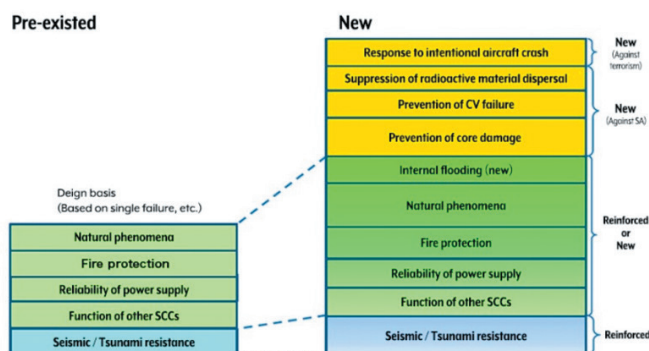 Pre-existed
New
Response to intentional aircraft crash
New
(Against
terrorism)
Suppression of radioactive material dispersal
Prevention of CV failure
New
(Against SA)
Prevention of core damage
Internal flooding (new)
Deign basis
(Based on single failure, etc.)
Natural phenomena
Natural phenomena
Reinforced
or
New
Fire protection
Fire protection
Reliability of power supply
Reliability of power supply
Function of other SCCs
Function of other SCCs
Seismic / Tsunami resistance
Seismic / Tsunami resistance
Reinforced